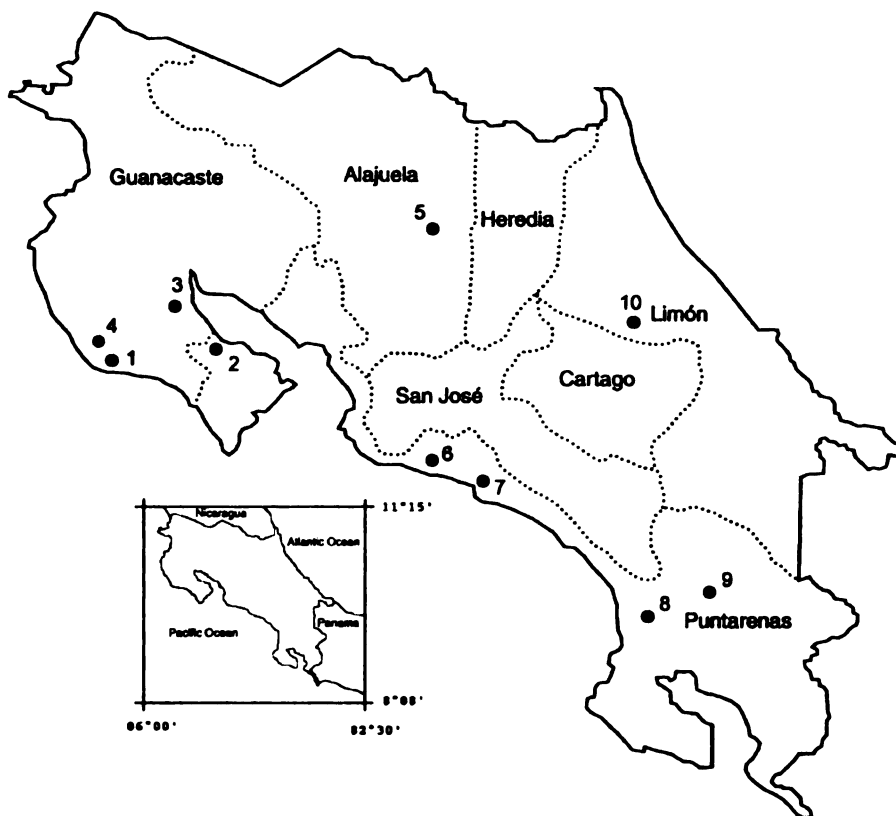 Guanacaste
Alajuela
Heredia
5
3
4
1
2
10
Limón
Cartago
San José
6
7
9
8
Puntarenas
Nicaragua
Atlantic Ocean
Panama
Pacific Ocean
11°15'
8°08'
86°00'
82°30'